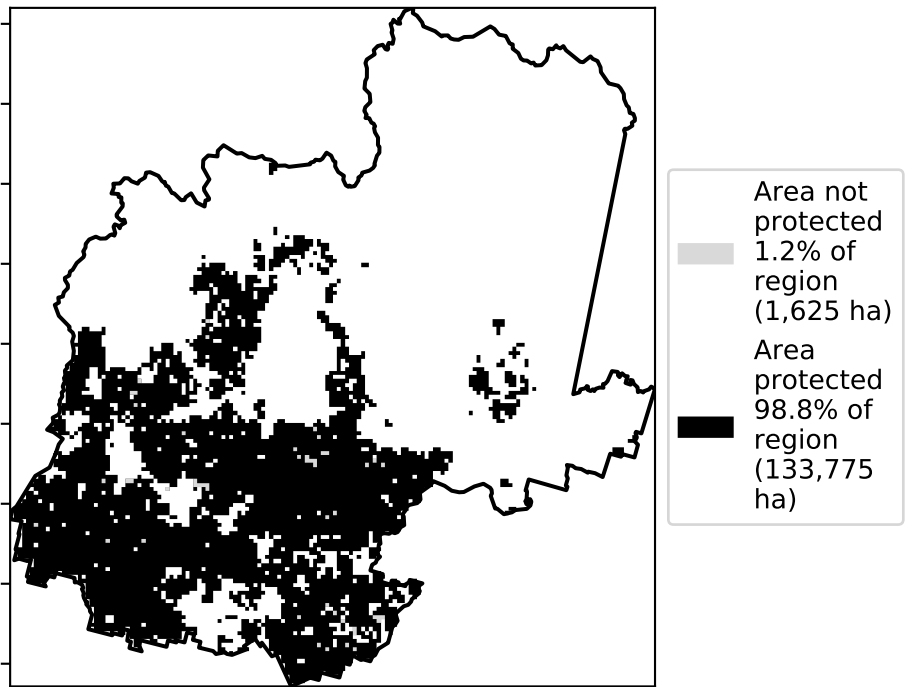 Area not
protected
1.2% of
region
(1,625 ha)
Area
protected
98.8% of
region
(133,775
ha)